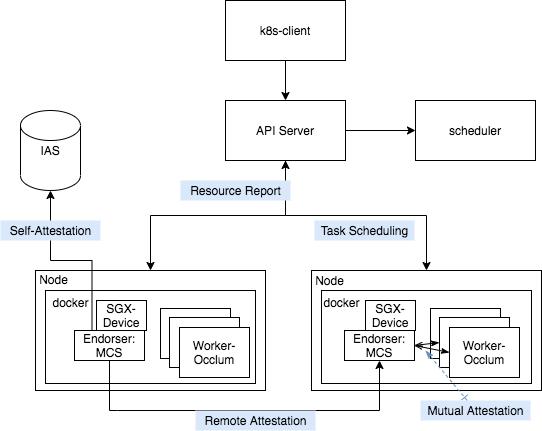 k8s-client
API Server
scheduler
IAS
Resource Report
Self-Attestation
Task Scheduling
Node
docker
SGX-
Device
Endorser:
MCS
Worker-
Occlum
Node
docker
SGX-
Device
Endorser:
MCS
Worker-
Occlum
Remote Attestation
Mutual Attestation